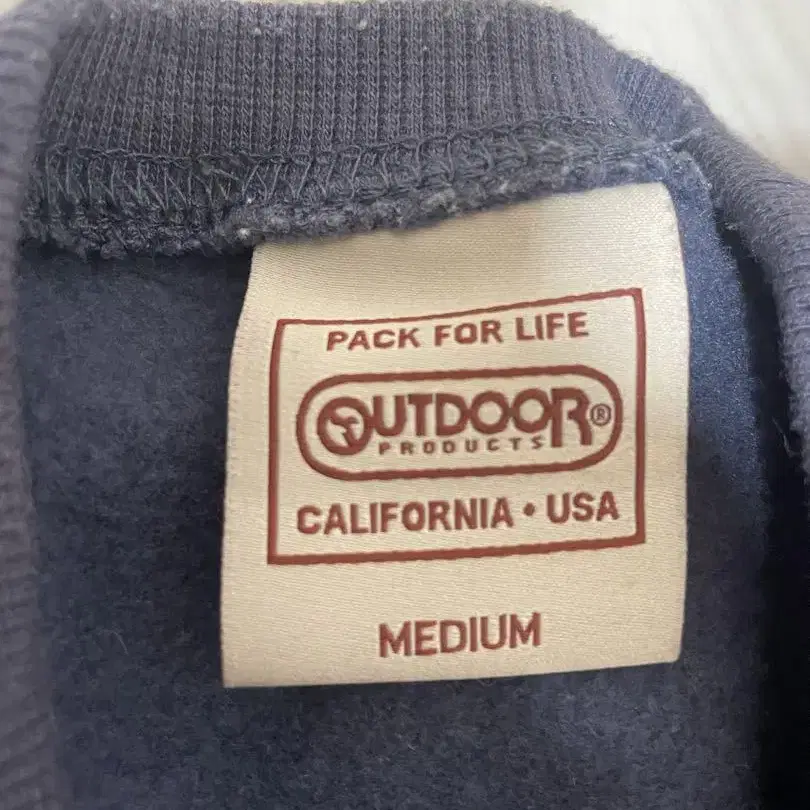 PACK FOR LIFE
OUTDOOR®
PRODUCTS
CALIFORNIA • USA
MEDIUM